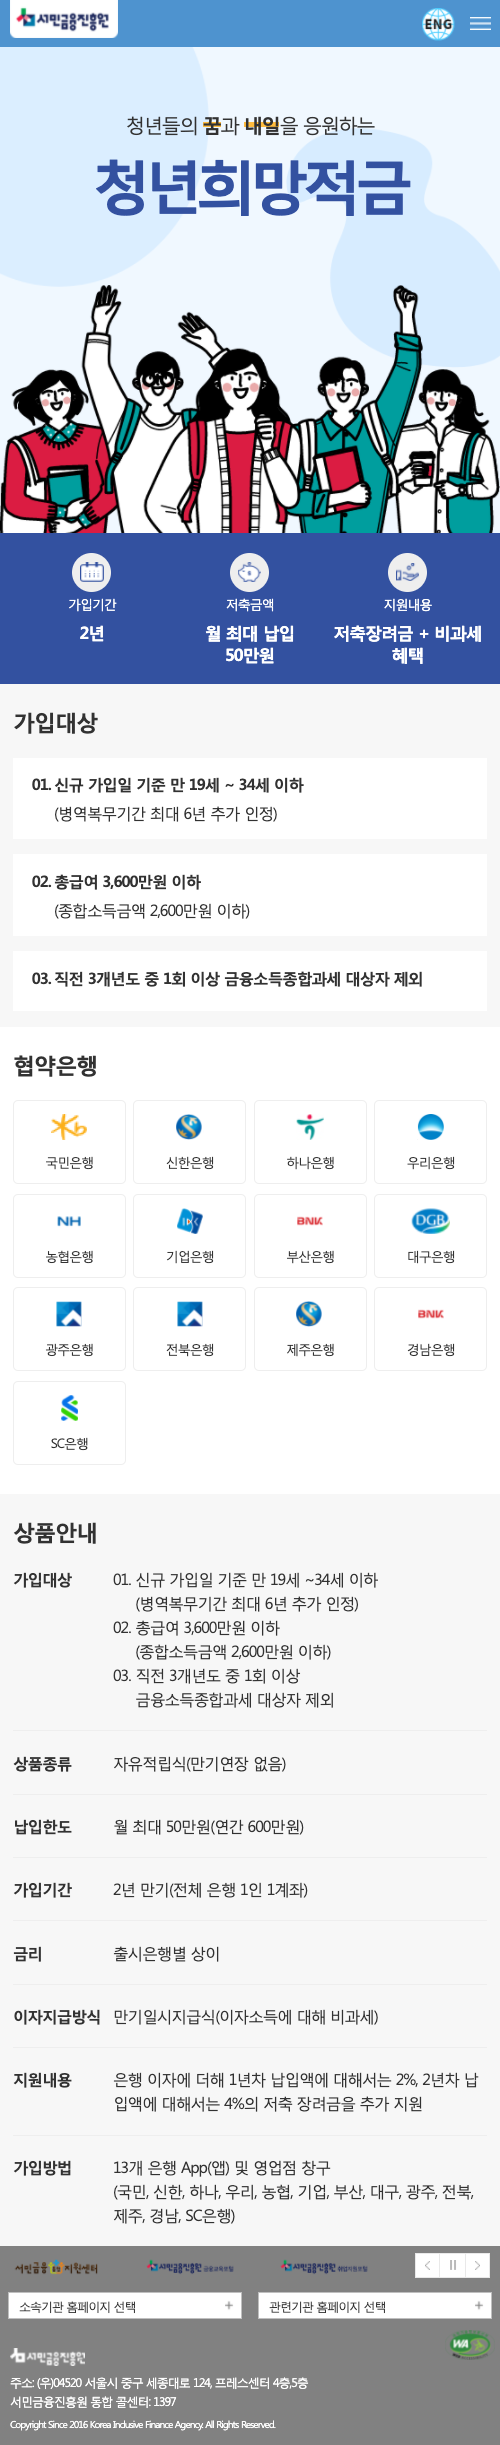 서민금융진흥원
ENG
청년들의 꿈과 내일을 응원하는
청년희망적금
가입기간
2년
저축금액
월 최대 납입
50만원
지원내용
저축장려금 + 비과세
혜택
가입대상
01. 신규 가입일 기준 만 19세 ~ 34세 이하
(병역복무기간 최대 6년 추가 인정)
02. 총급여 3,600만원 이하
(종합소득금액 2,600만원 이하)
03. 직전 3개년도 중 1회 이상 금융소득종합과세 대상자 제외
협약은행
국민은행
신한은행
하나은행
우리은행
NH
BNK
DGB
농협은행
기업은행
부산은행
대구은행
BNK
광주은행
전북은행
제주은행
경남은행
SC은행
상품안내
가입대상
01. 신규 가입일 기준 만 19세 ~34세 이하
(병역복무기간 최대 6년 추가 인정)
02. 총급여 3,600만원 이하
(종합소득금액 2,600만원 이하)
03. 직전 3개년도 중 1회 이상
금융소득종합과세 대상자 제외
상품종류
자유적립식(만기연장 없음)
납입한도
월 최대 50만원(연간 600만원)
가입기간
2년 만기(전체 은행 1인 1계좌)
금리
출시은행별 상이
이자지급방식
만기일시지급식(이자소득에 대해 비과세)
지원내용
은행 이자에 더해 1년차 납입액에 대해서는 2%, 2년차 납
입액에 대해서는 4%의 저축 장려금을 추가 지원
가입방법
13개 은행 App(앱) 및 영업점 창구
(국민, 신한, 하나, 우리, 농협, 기업, 부산, 대구, 광주, 전북,
제주, 경남, SC은행)
서민금융통합지원센터
서민금융진흥원 금융교육포털
서민금융진흥원 취업지원포털
소속기관 홈페이지 선택 +
관련기관 홈페이지 선택 +
서민금융진흥원
WA
주소: (우)04520 서울시 중구 세종대로 124, 프레스센터 4층,5층
서민금융진흥원 통합 콜센터: 1397
Copyright Since 2016 Korea Inclusive Finance Agency. All Rights Reserved.